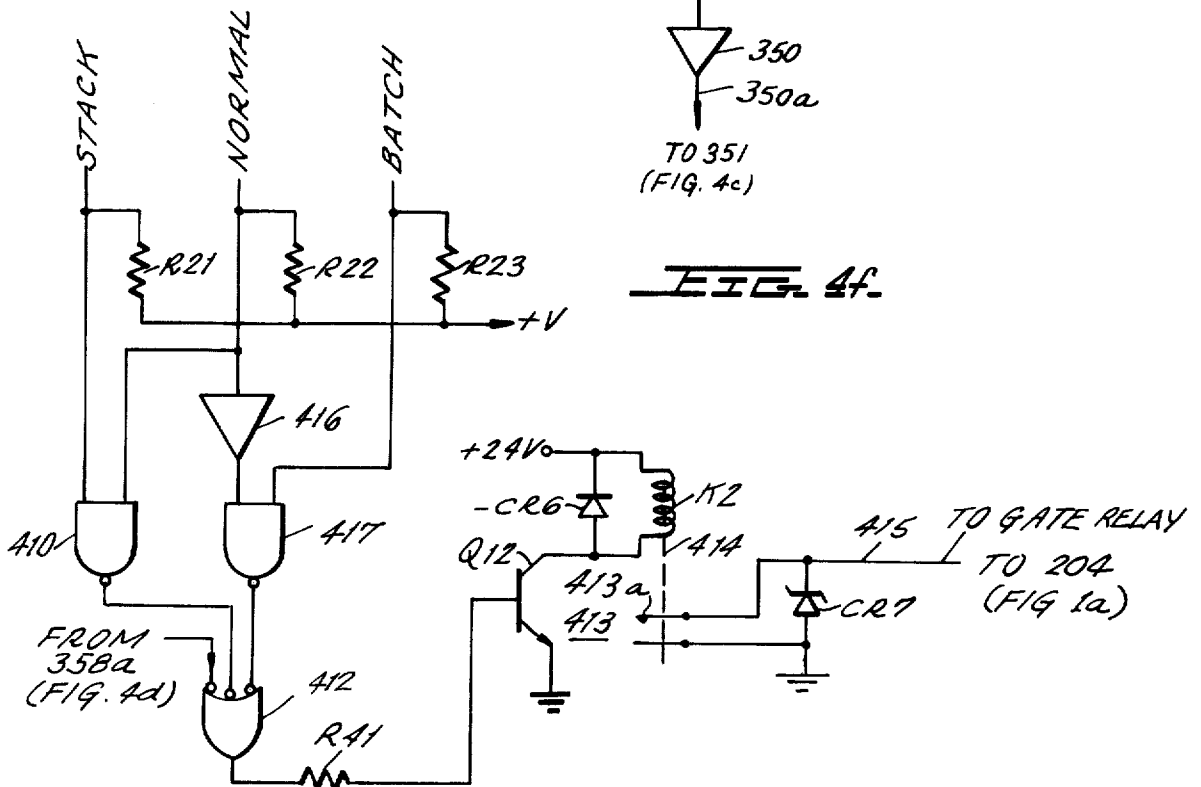 STACK
NORMAL
BATCH
350
350a
TO 351
(FIG. 4c)
R21
R22
R23
+V
FIG. 4f.
416
410
417
+24V
-CR6
K2
Q12
414
413a
413
415
TO GATE RELAY
TO 204
(FIG 1a)
CR7
FROM
358a
(FIG. 4d)
412
R41